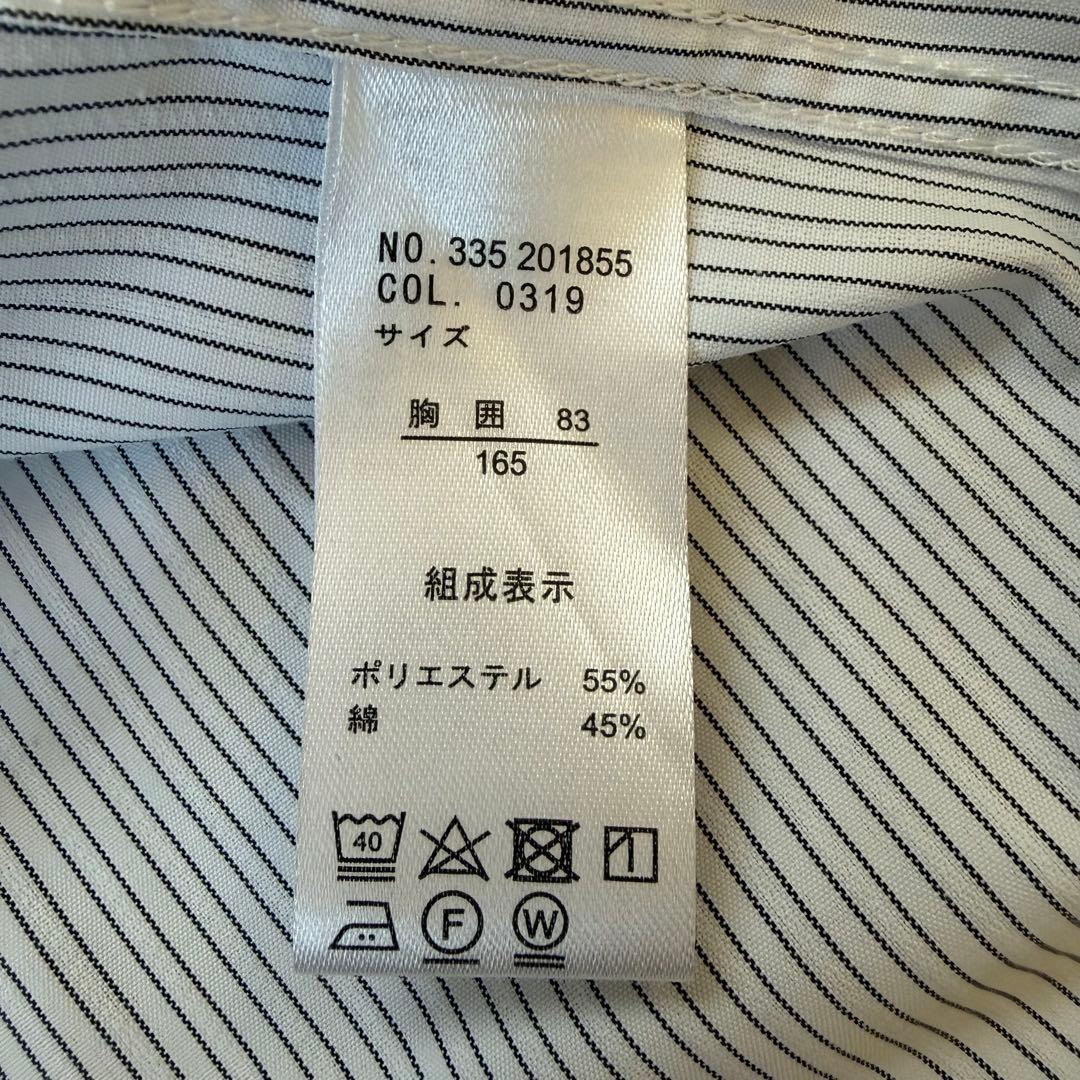 NO. 335 201855
COL. 0319
サイズ
胸 囲 83
165
組成表示
ポリエステル 55%
綿 45%
40
F W